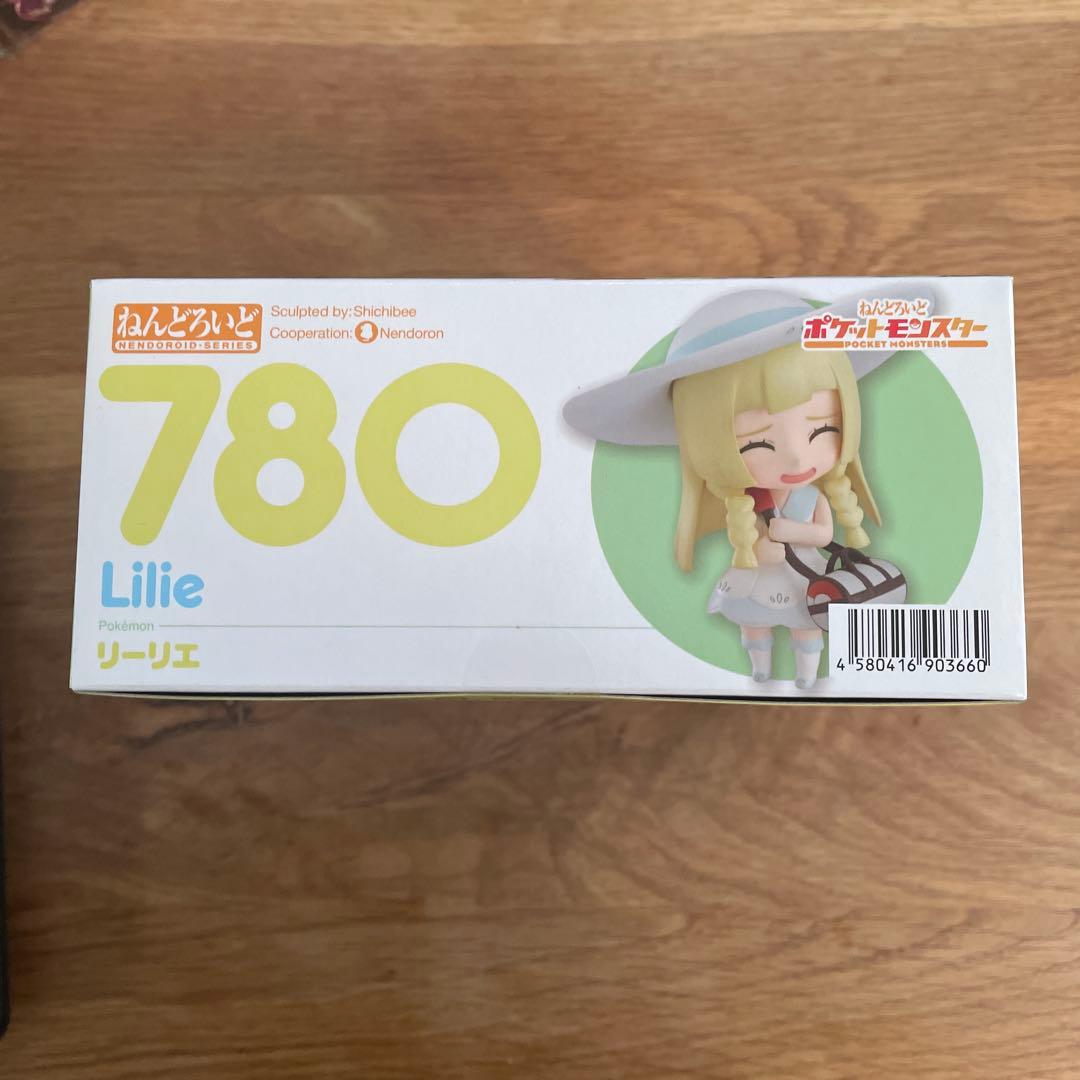 ねんどろいど
NENDOROID-SERIES
Sculpted by:Shichibee
Cooperation: Nendoron
780
Lilie
Pokémon
リーリエ
ねんどろいど
ポケットモンスター
POCKET MONSTERS
4 580416 903660